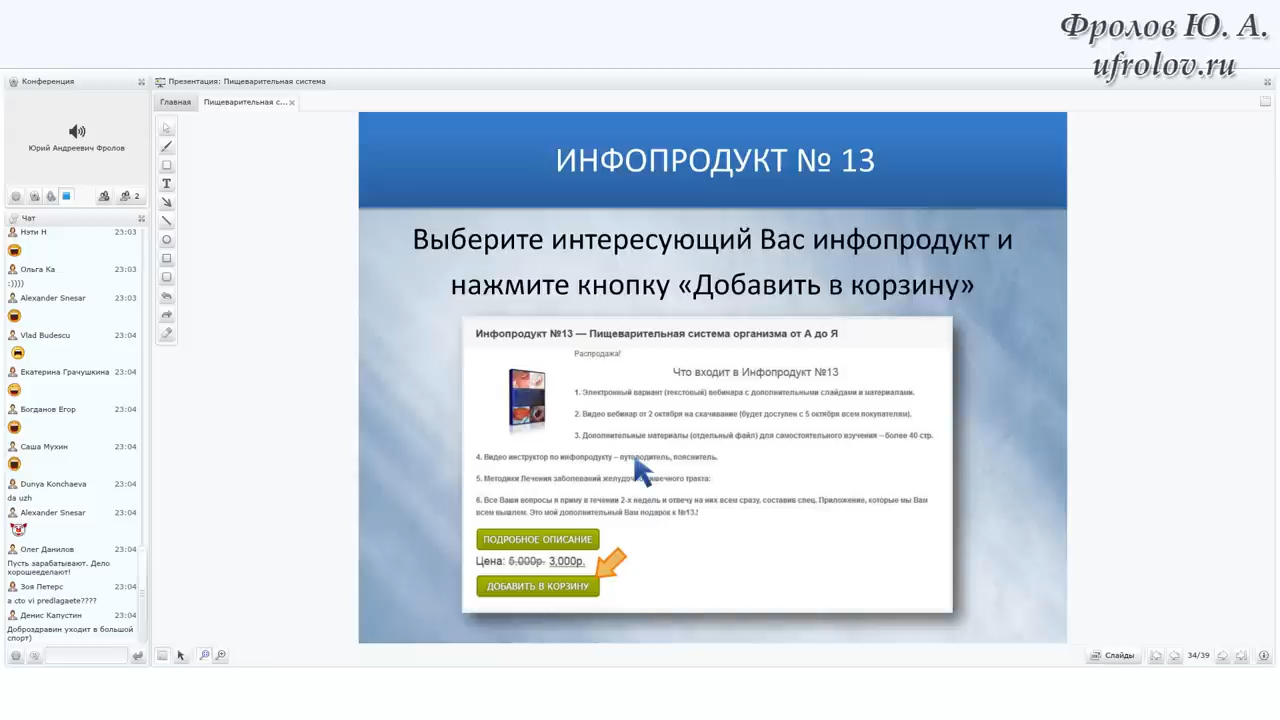 Фролов Ю. А.
ufrolov.ru
Конференция
Презентация: Пищеварительная система
Главная
Пищеварительная с...
Юрий Андреевич Фролов
2
Чат
Нэти Н 23:03
Ольга Ка 23:03
:))))
Alexander Snesar 23:03
Vlad Budescu 23:04
Екатерина Грачушкина 23:04
Богданов Егор 23:04
Саша Мухин 23:04
Dunya Konchaeva 23:04
da uzh
Alexander Snesar 23:04
Олег Данилов 23:04
Пусть зарабатывают. Дело
хорошееделают!
Зоя Петерс 23:04
a cto vi predlagaete????
Денис Капустин 23:04
Доброздравин уходит в большой
спорт)
ИНФОПРОДУКТ № 13
Выберите интересующий Вас инфопродукт и
нажмите кнопку «Добавить в корзину»
Инфопродукт №13 — Пищеварительная система организма от А до Я
Распродажа!
Что входит в Инфопродукт №13
1. Электронный вариант (текстовый) вебинара с дополнительными слайдами и материалами.
2. Видео вебинар от 2 октября на скачивание (будет доступен с 5 октября всем покупателям).
3. Дополнительные материалы (отдельный файл) для самостоятельного изучения – более 40 стр.
4. Видео инструктор по инфопродукту – путеводитель, пояснитель.
5. Методики Лечения заболеваний желудочно-кишечного тракта:
6. Все Ваши вопросы я приму в течении 2-х недель и отвечу на них всем сразу, составив спец. Приложение, которые мы Вам
всем вышлем. Это мой дополнительный Вам подарок к №13.!
ПОДРОБНОЕ ОПИСАНИЕ
Цена: 5,000р. 3,000р.
ДОБАВИТЬ В КОРЗИНУ
Слайды
34/39